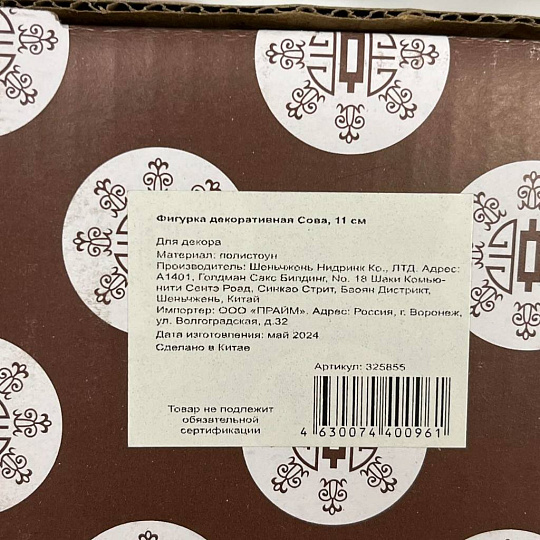 Фигурка декоративная Сова, 11 см
Для декора
Материал: полистоун
Производитель: Шеньчжень Нидринк Ко., ЛТД. Адрес:
А1401, Голдман Сакс Билдинг, No. 18 Шаки Комью-
нити Сентэ Роад, Синкао Стрит, Баоян Дистрикт,
Шеньчжень, Китай
Импортер: ООО «ПРАЙМ». Адрес: Россия, г. Воронеж,
ул. Волгоградская, д.32
Дата изготовления: май 2024
Сделано в Китае
Артикул: 325855
Товар не подлежит
обязательной
сертификации
4 630074 400961